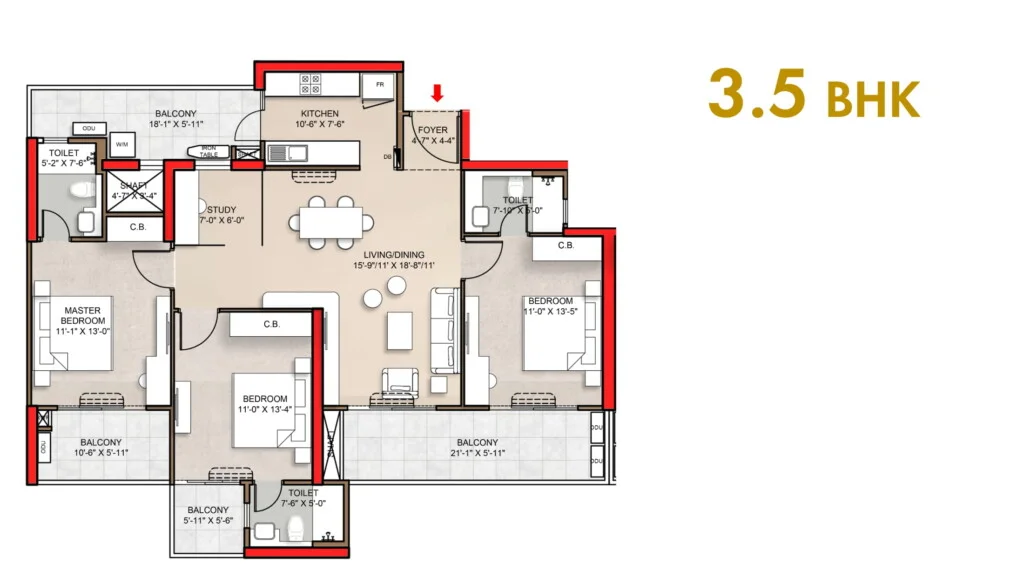 3.5 BHK
FR
KITCHEN
10'-6" X 7'-6"
BALCONY
18'-1" X 5'-11"
ODU
W/M
IRON
TABLE
FOYER
4'-7" X 4'-4"
DB
TOILET
5'-2" X 7'-6"
SHAFT
4'-7" X 3'-4"
C.B.
STUDY
7'-0" X 6'-0"
TOILET
7'-10" X 5'-0"
C.B.
LIVING/DINING
15'-9"/11' X 18'-8"/11'
MASTER
BEDROOM
11'-1" X 13'-0"
C.B.
BEDROOM
11'-0" X 13'-5"
BEDROOM
11'-0" X 13'-4"
BALCONY
10'-6" X 5'-11"
ODU
SHAFT
BALCONY
21'-1" X 5'-11"
ODU
ODU
BALCONY
5'-11" X 5'-6"
TOILET
7'-6" X 5'-0"